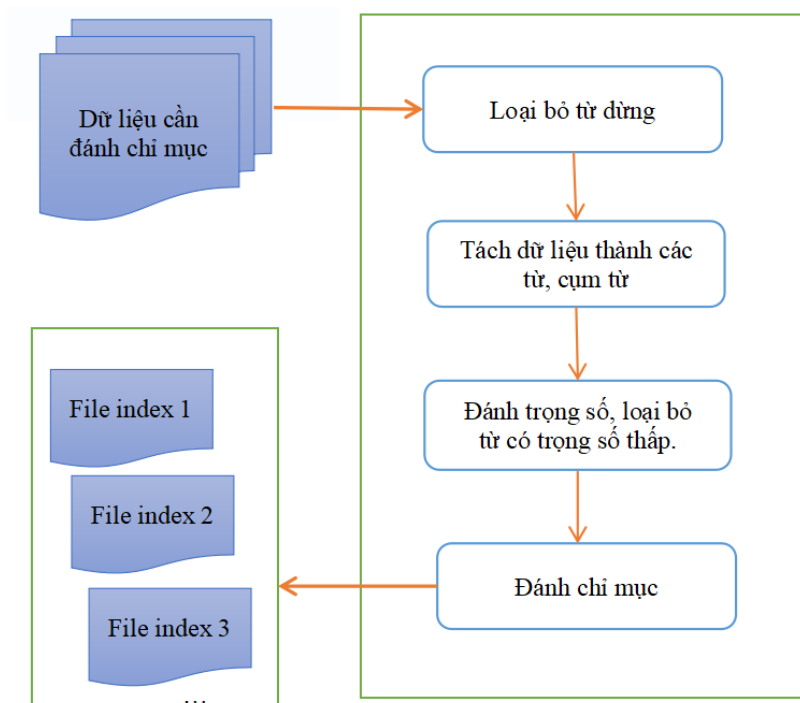 Dữ liệu cần
đánh chỉ mục
Loại bỏ từ dừng
Tách dữ liệu thành các
từ, cụm từ
Đánh trọng số, loại bỏ
từ có trọng số thấp.
Đánh chỉ mục
File index 1
File index 2
File index 3
...